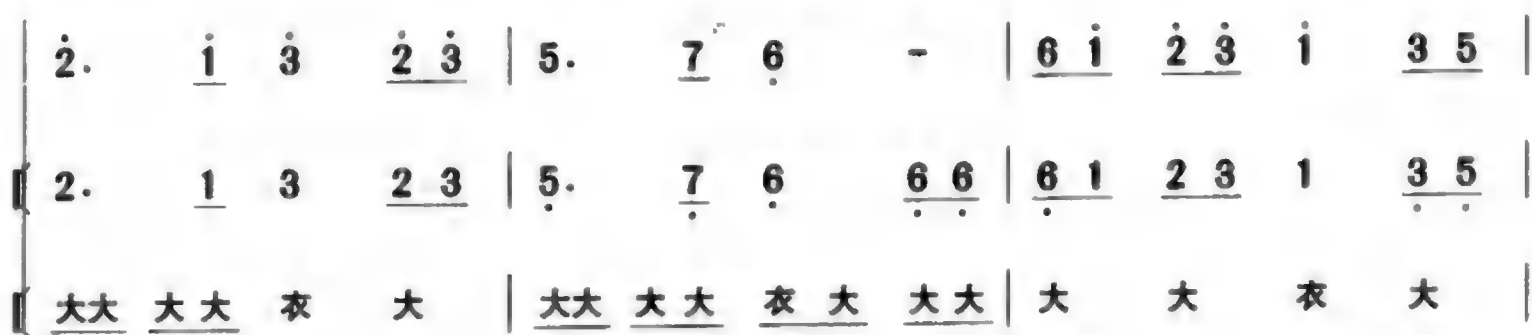 2̇. 1̇ 3̇ 2̇ 3̇ | 5. 7 6̣ - | 6 1̇ 2̇ 3̇ 1̇ 3 5 |
2. 1 3 2 3 | 5̣. 7̣ 6̣ 6̣ 6̣ | 6̣ 1 2 3 1 3̣ 5̣ |
大大 大大 衣 大 | 大大 大大 衣大 大大 | 大 大 衣 大 |